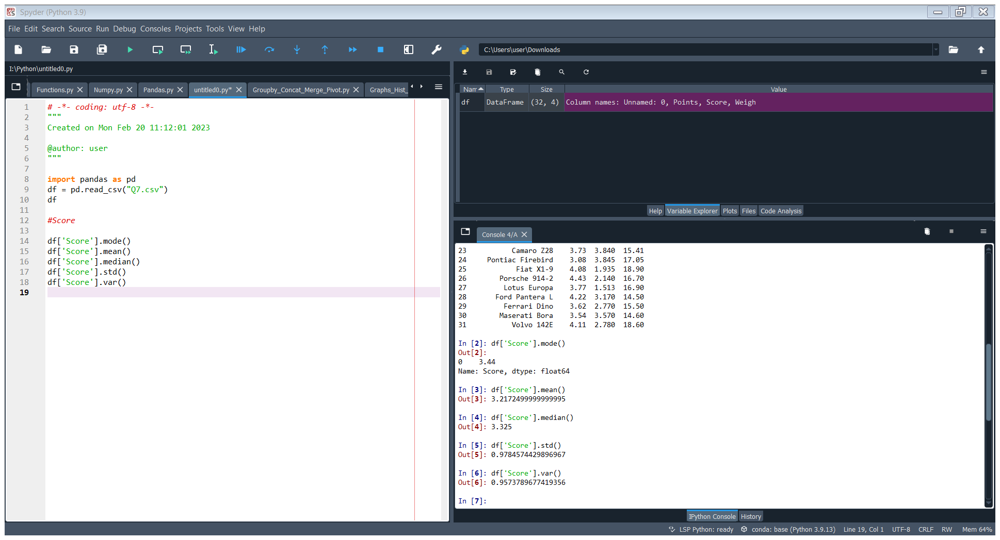 Spyder (Python 3.9)
File Edit Search Source Run Debug Consoles Projects Tools View Help
C:\Users\user\Downloads
I:\Python\untitled0.py
Functions.py Numpy.py Pandas.py untitled0.py* Groupby_Concat_Merge_Pivot.py Graphs_Hist_
1 # -*- coding: utf-8 -*-
2 """
3 Created on Mon Feb 20 11:12:01 2023
4
5 @author: user
6 """
7
8 import pandas as pd
9 df = pd.read_csv("Q7.csv")
10 df
11
12 #Score
13
14 df['Score'].mode()
15 df['Score'].mean()
16 df['Score'].median()
17 df['Score'].std()
18 df['Score'].var()
19
Nam Type Size Value
df DataFrame (32, 4) Column names: Unnamed: 0, Points, Score, Weigh
Help Variable Explorer Plots Files Code Analysis
Console 4/A
23 Camaro Z28 3.73 3.840 15.41
24 Pontiac Firebird 3.08 3.845 17.05
25 Fiat X1-9 4.08 1.935 18.90
26 Porsche 914-2 4.43 2.140 16.70
27 Lotus Europa 3.77 1.513 16.90
28 Ford Pantera L 4.22 3.170 14.50
29 Ferrari Dino 3.62 2.770 15.50
30 Maserati Bora 3.54 3.570 14.60
31 Volvo 142E 4.11 2.780 18.60
In [2]: df['Score'].mode()
Out[2]:
0 3.44
Name: Score, dtype: float64
In [3]: df['Score'].mean()
Out[3]: 3.2172499999999995
In [4]: df['Score'].median()
Out[4]: 3.325
In [5]: df['Score'].std()
Out[5]: 0.9784574429896967
In [6]: df['Score'].var()
Out[6]: 0.9573789677419356
In [7]:
IPython Console History
LSP Python: ready conda: base (Python 3.9.13) Line 19, Col 1 UTF-8 CRLF RW Mem 64%